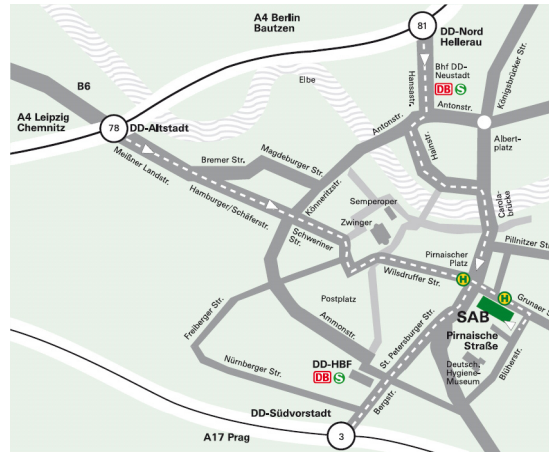 A4 Berlin
Bautzen
81
DD-Nord
Hellerau
B6
Elbe
Hansastr.
Bhf DD-
Neustadt
DB S
Königsbrücker Str.
A4 Leipzig
Chemnitz
78
DD-Altstadt
Antonstr.
Antonstr.
Albert-
platz
Hainstr.
Meißner Landstr.
Bremer Str.
Magdeburger Str.
Hamburger/Schäferstr.
Könneritzstr.
Semperoper
Zwinger
Carola-
brücke
Schweriner
Str.
Pirnaischer
Platz
Pillnitzer Str.
Wilsdruffer Str.
H
H
Grunaer Str.
Postplatz
SAB
Pirnaische
Straße
Freiberger Str.
Ammonstr.
St. Petersburger Str.
Nürnberger Str.
DD-HBF
DB S
Deutsch.
Hygiene-
Museum
Blüherstr.
Bergstr.
DD-Südvorstadt
3
A17 Prag